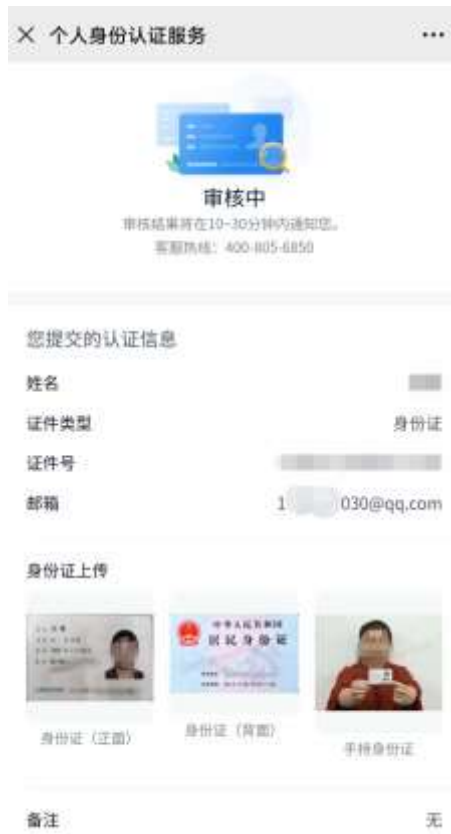 个人身份认证服务
审核中
审核结果将在10-30分钟内通知您。
客服热线：400-805-6850
您提交的认证信息
姓名
证件类型 身份证
证件号
邮箱 1 030@qq.com
身份证上传
中华人民共和国
居民身份证
身份证（正面） 身份证（背面） 手持身份证
备注 无